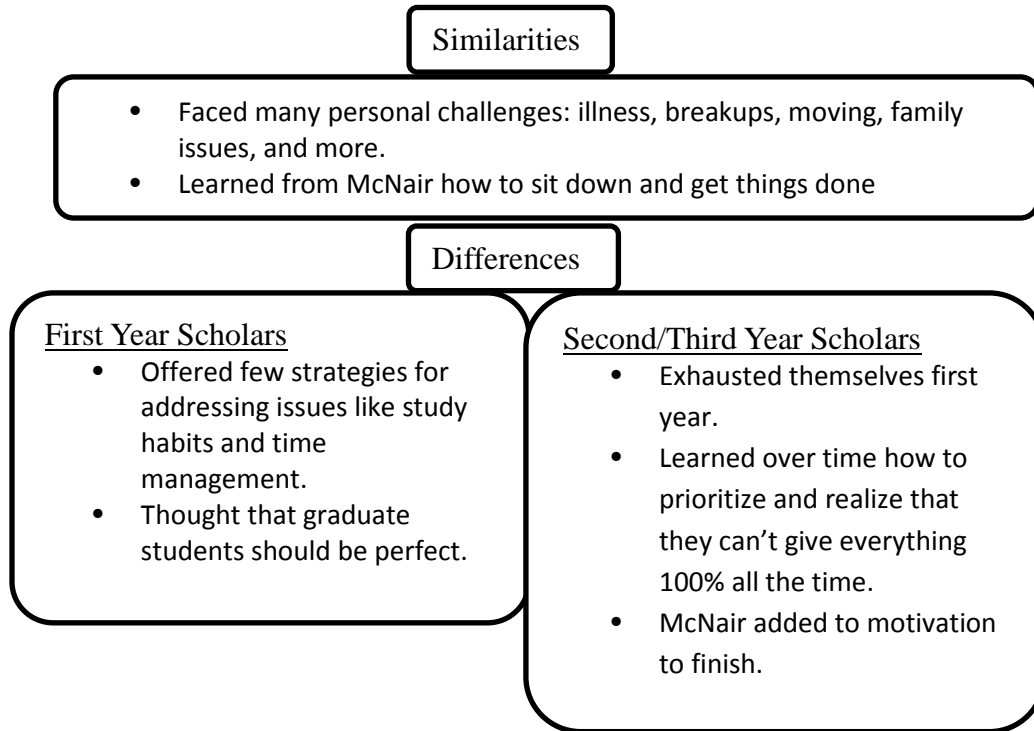 Similarities
• Faced many personal challenges: illness, breakups, moving, family
issues, and more.
• Learned from McNair how to sit down and get things done
Differences
First Year Scholars
• Offered few strategies for
addressing issues like study
habits and time
management.
• Thought that graduate
students should be perfect.
Second/Third Year Scholars
• Exhausted themselves first
year.
• Learned over time how to
prioritize and realize that
they can’t give everything
100% all the time.
• McNair added to motivation
to finish.